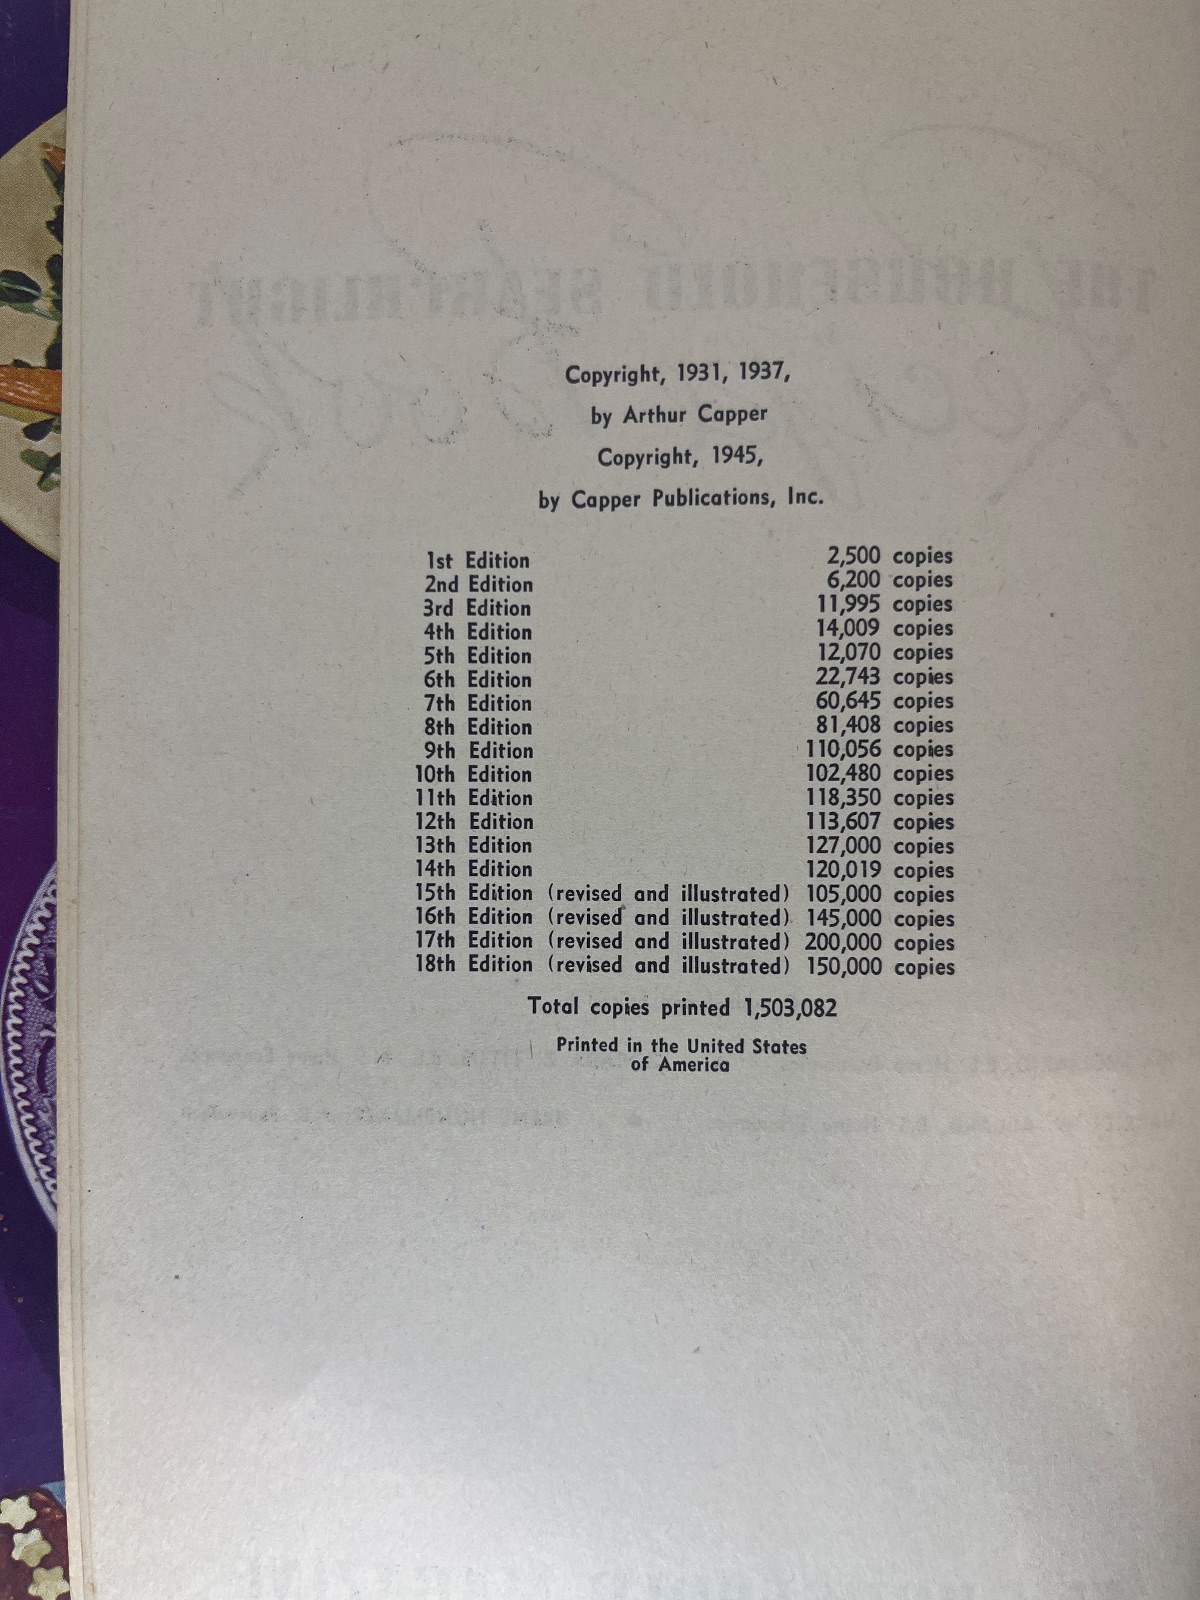 Copyright, 1931, 1937,
by Arthur Capper
Copyright, 1945,
by Capper Publications, Inc.
1st Edition 2,500 copies
2nd Edition 6,200 copies
3rd Edition 11,995 copies
4th Edition 14,009 copies
5th Edition 12,070 copies
6th Edition 22,743 copies
7th Edition 60,645 copies
8th Edition 81,408 copies
9th Edition 110,056 copies
10th Edition 102,480 copies
11th Edition 118,350 copies
12th Edition 113,607 copies
13th Edition 127,000 copies
14th Edition 120,019 copies
15th Edition (revised and illustrated) 105,000 copies
16th Edition (revised and illustrated) 145,000 copies
17th Edition (revised and illustrated) 200,000 copies
18th Edition (revised and illustrated) 150,000 copies
Total copies printed 1,503,082
Printed in the United States
of America